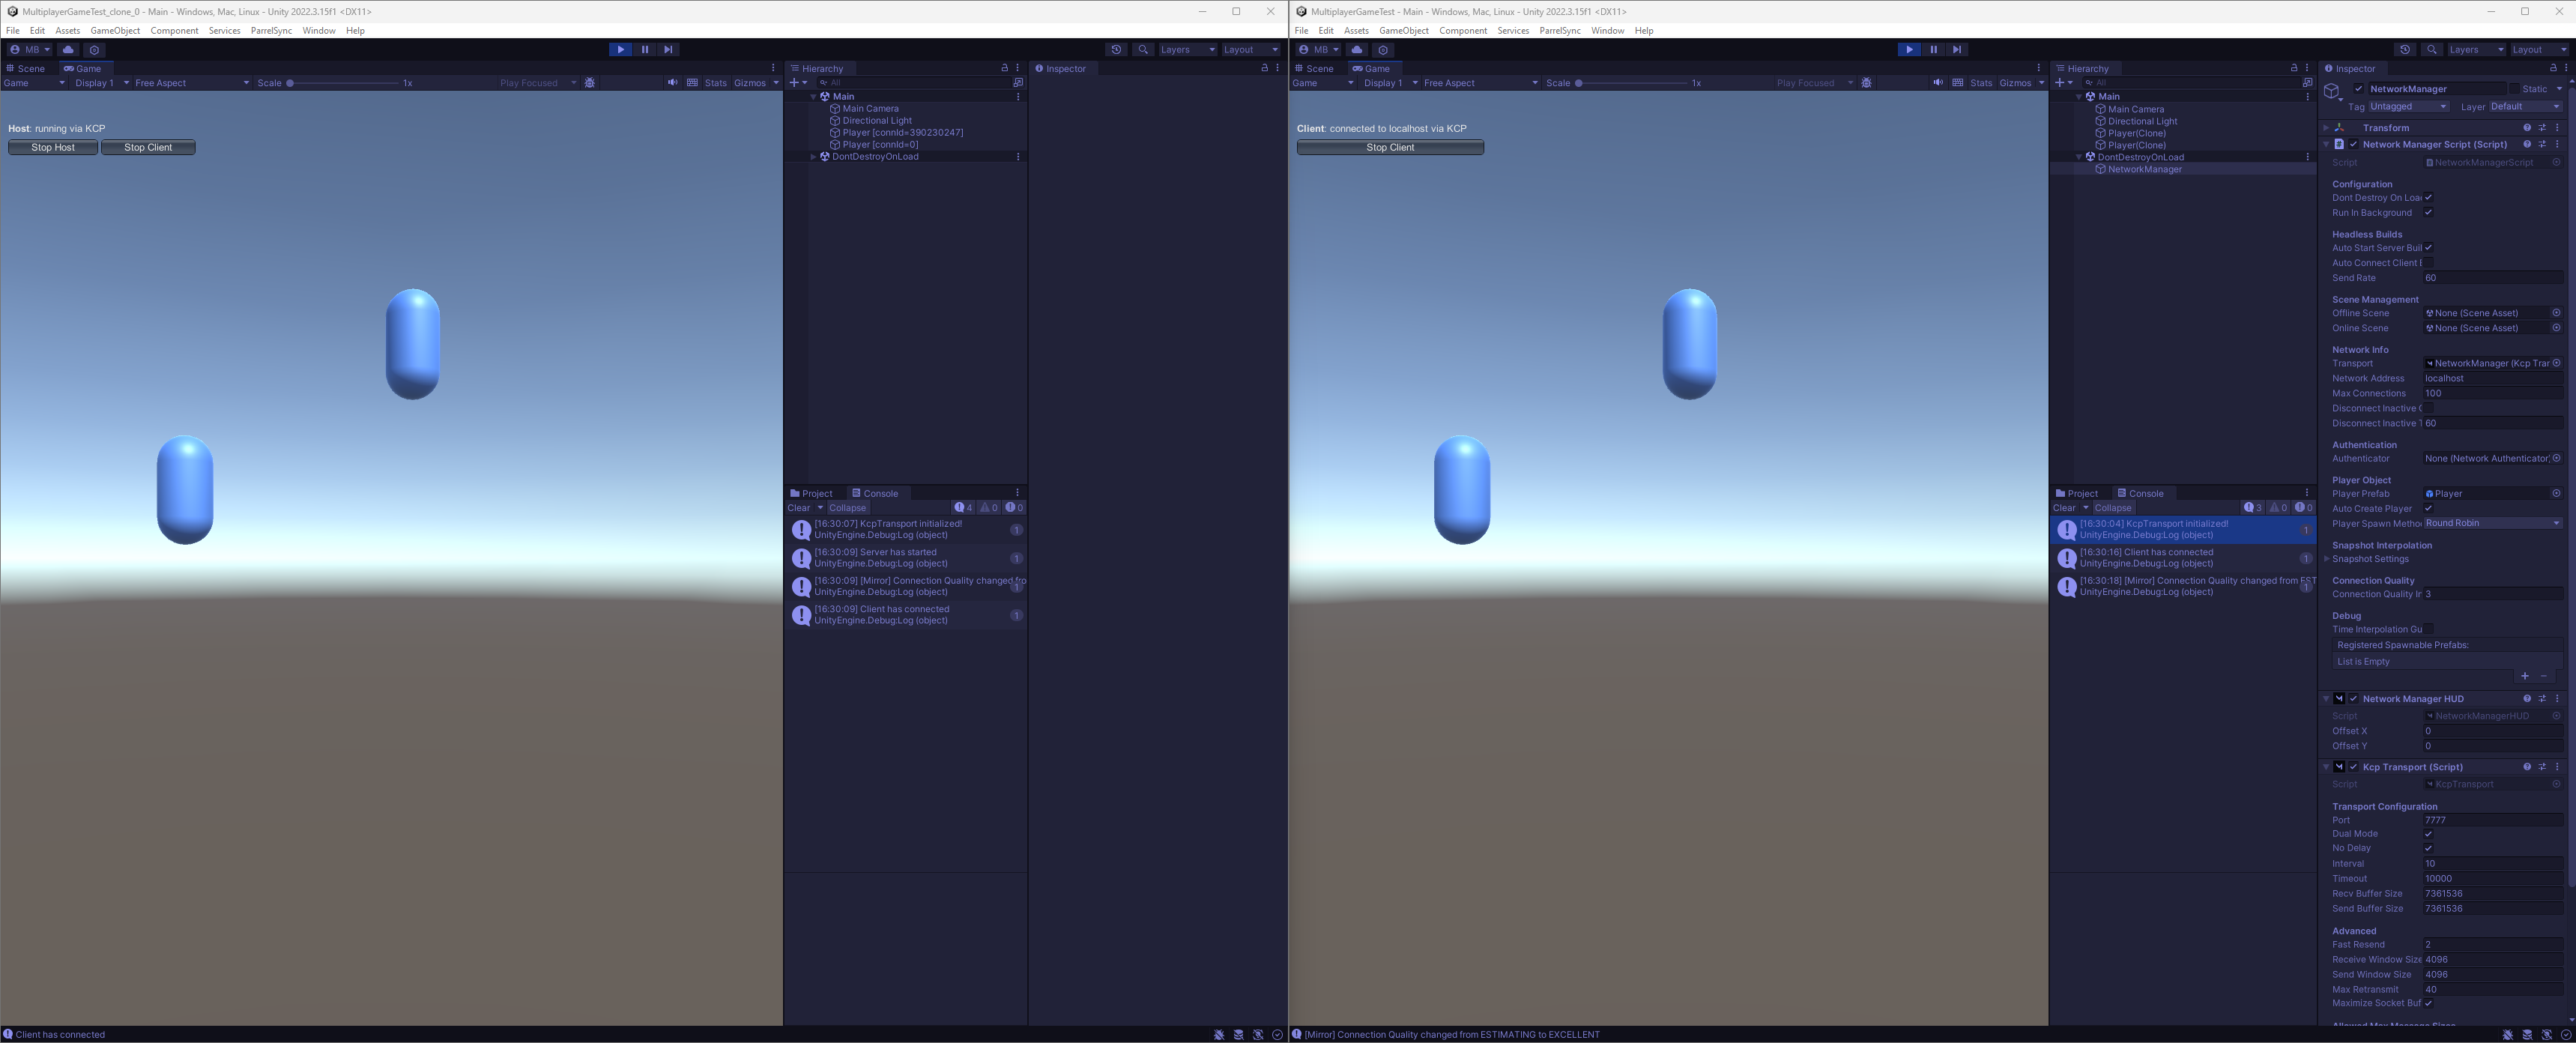 MultiplayerGameTest_clone_0 - Main - Windows, Mac, Linux - Unity 2022.3.15f1 <DX11>
File Edit Assets GameObject Component Services ParrelSync Window Help
MB
Layers Layout
Scene Game
Game Display 1 Free Aspect Scale 1x Play Focused Stats Gizmos
Host: running via KCP
Stop Host Stop Client
Hierarchy
All
Main
Main Camera
Directional Light
Player [connId=390230247]
Player [connId=0]
DontDestroyOnLoad
Inspector
Project Console
Clear Collapse 4 0 0
[16:30:07] KcpTransport initialized!
UnityEngine.Debug:Log (object)
1
[16:30:09] Server has started
UnityEngine.Debug:Log (object)
1
[16:30:09] [Mirror] Connection Quality changed fro
UnityEngine.Debug:Log (object)
1
[16:30:09] Client has connected
UnityEngine.Debug:Log (object)
1
Client has connected
MultiplayerGameTest - Main - Windows, Mac, Linux - Unity 2022.3.15f1 <DX11>
File Edit Assets GameObject Component Services ParrelSync Window Help
MB
Layers Layout
Scene Game
Game Display 1 Free Aspect Scale 1x Play Focused Stats Gizmos
Client: connected to localhost via KCP
Stop Client
Hierarchy
All
Main
Main Camera
Directional Light
Player(Clone)
Player(Clone)
DontDestroyOnLoad
NetworkManager
Project Console
Clear Collapse 3 0 0
[16:30:04] KcpTransport initialized!
UnityEngine.Debug:Log (object)
1
[16:30:16] Client has connected
UnityEngine.Debug:Log (object)
1
[16:30:18] [Mirror] Connection Quality changed from EST
UnityEngine.Debug:Log (object)
1
Inspector
NetworkManager Static
Tag Untagged Layer Default
Transform
Network Manager Script (Script)
Script NetworkManagerScript
Configuration
Dont Destroy On Loa
Run In Background
Headless Builds
Auto Start Server Buil
Auto Connect Client E
Send Rate 60
Scene Management
Offline Scene None (Scene Asset)
Online Scene None (Scene Asset)
Network Info
Transport NetworkManager (Kcp Tran
Network Address localhost
Max Connections 100
Disconnect Inactive C
Disconnect Inactive T 60
Authentication
Authenticator None (Network Authenticator)
Player Object
Player Prefab Player
Auto Create Player
Player Spawn Metho Round Robin
Snapshot Interpolation
Snapshot Settings
Connection Quality
Connection Quality In 3
Debug
Time Interpolation Gu
Registered Spawnable Prefabs:
List is Empty
+ −
Network Manager HUD
Script NetworkManagerHUD
Offset X 0
Offset Y 0
Kcp Transport (Script)
Script KcpTransport
Transport Configuration
Port 7777
Dual Mode
No Delay
Interval 10
Timeout 10000
Recv Buffer Size 7361536
Send Buffer Size 7361536
Advanced
Fast Resend 2
Receive Window Size 4096
Send Window Size 4096
Max Retransmit 40
Maximize Socket Buf
Allowed Max Message Sizes
[Mirror] Connection Quality changed from ESTIMATING to EXCELLENT